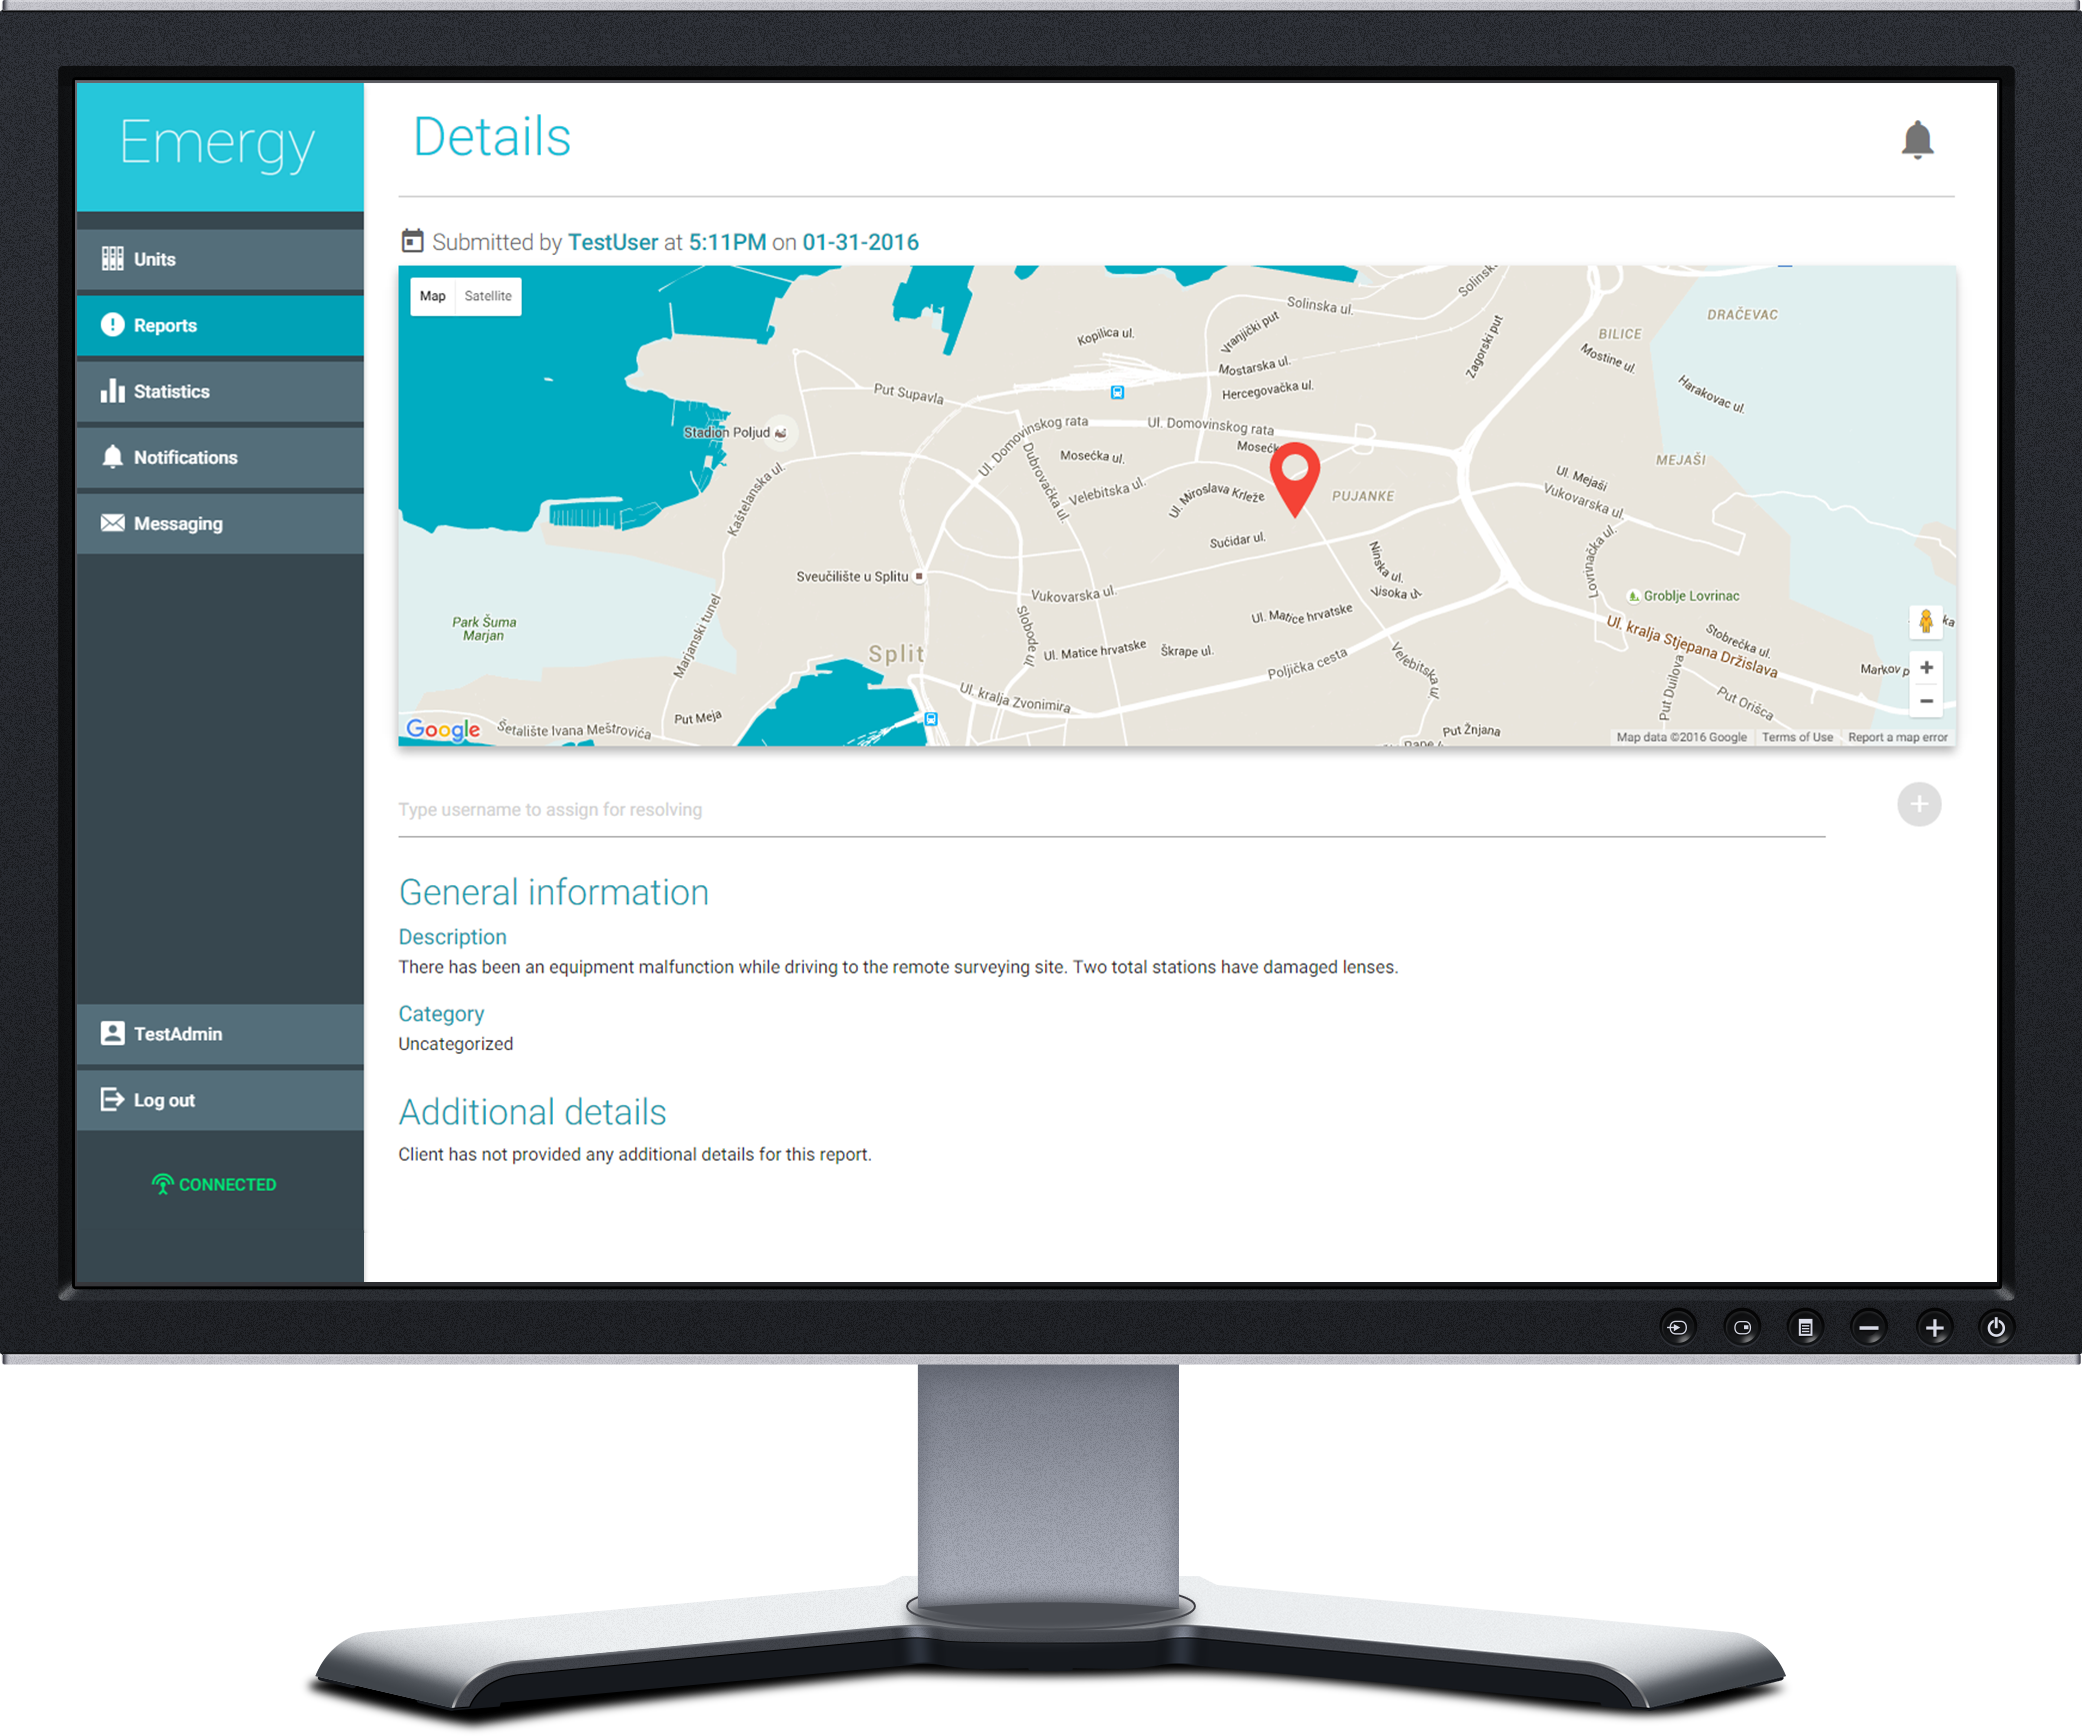 Emergy
Details
Units
Reports
Statistics
Notifications
Messaging
TestAdmin
Log out
CONNECTED
Submitted by TestUser at 5:11PM on 01-31-2016
Map Satellite
Solinska ul.
Solinsk
Kopilica ul.
Vranjički put
Zagorski put
BILICE
DRAČEVAC
Mostine ul.
Harakovac ul.
Mostarska ul.
Hercegovačka ul.
Put Supavla
Stadion Poljud
Ul. Domovinskog rata
Ul. Domovinskog rata
Mosečka ul.
Mosećk
Dubrovačka ul.
Velebitska ul.
Ul. Miroslava Krleže
PUJANKE
MEJAŠI
Ul. Mejaši
Vukovarska ul.
Kaštelanska ul.
Sućidar ul.
Ninska ul.
Visoka ul.
Lovrinačka ul.
Groblje Lovrinac
Sveučilište u Splitu
Vukovarska ul.
Slobode ul.
Ul. Matice hrvatske
Ul. Matice hrvatske
Škrape ul.
Park Šuma
Marjan
Marjanski tunel
Split
Poljička cesta
Velebitska ul.
Ul. kralja Stjepana Držislava
Stobrečka ul.
ka
Markov p
Put Duilova
Put Orišca
Ul. kralja Zvonimira
Put Meja
Šetalište Ivana Meštrovića
Put Žnjana
Google
Map data ©2016 Google Terms of Use Report a map error
Type username to assign for resolving
General information
Description
There has been an equipment malfunction while driving to the remote surveying site. Two total stations have damaged lenses.
Category
Uncategorized
Additional details
Client has not provided any additional details for this report.